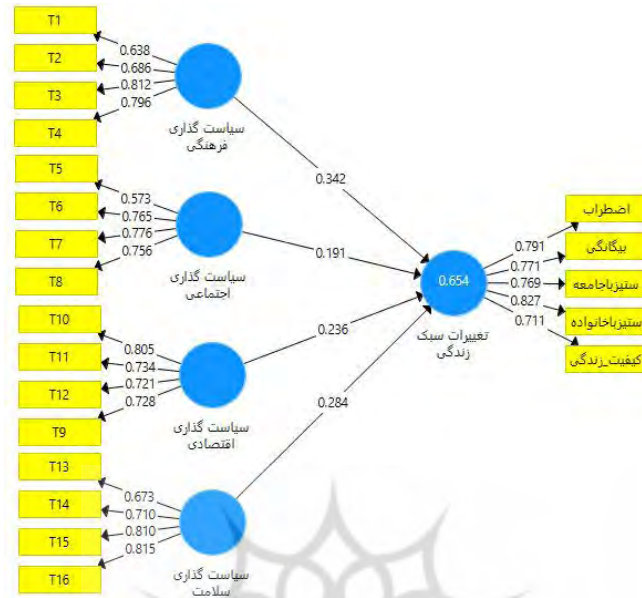 T1
0.638
T2
0.686
T3
0.812
T4
0.796
سیاست گذاری
فرهنگی
0.342
T5
0.573
T6
0.765
T7
0.776
T8
0.756
سیاست گذاری
اجتماعی
0.191
T10
0.805
T11
0.734
T12
0.721
T9
0.728
سیاست گذاری
اقتصادی
0.236
T13
0.673
T14
0.710
T15
0.810
T16
0.815
سیاست گذاری
سلامت
0.284
0.654
تغییرات سبک
زندگی
0.791
اضطراب
0.771
بیگانگی
0.769
ستیزباجامعه
0.827
ستیزباخانواده
0.711
کیفیت_زندگی